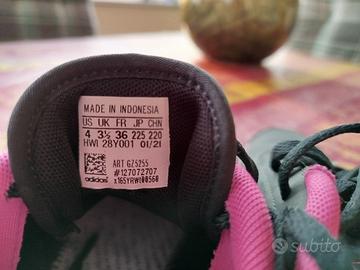 MADE IN INDONESIA
US UK FR JP CHN
4 3½ 36 225 220
HWI 28Y001 01/21
ART GZ5255
#127072707
adidas
subito